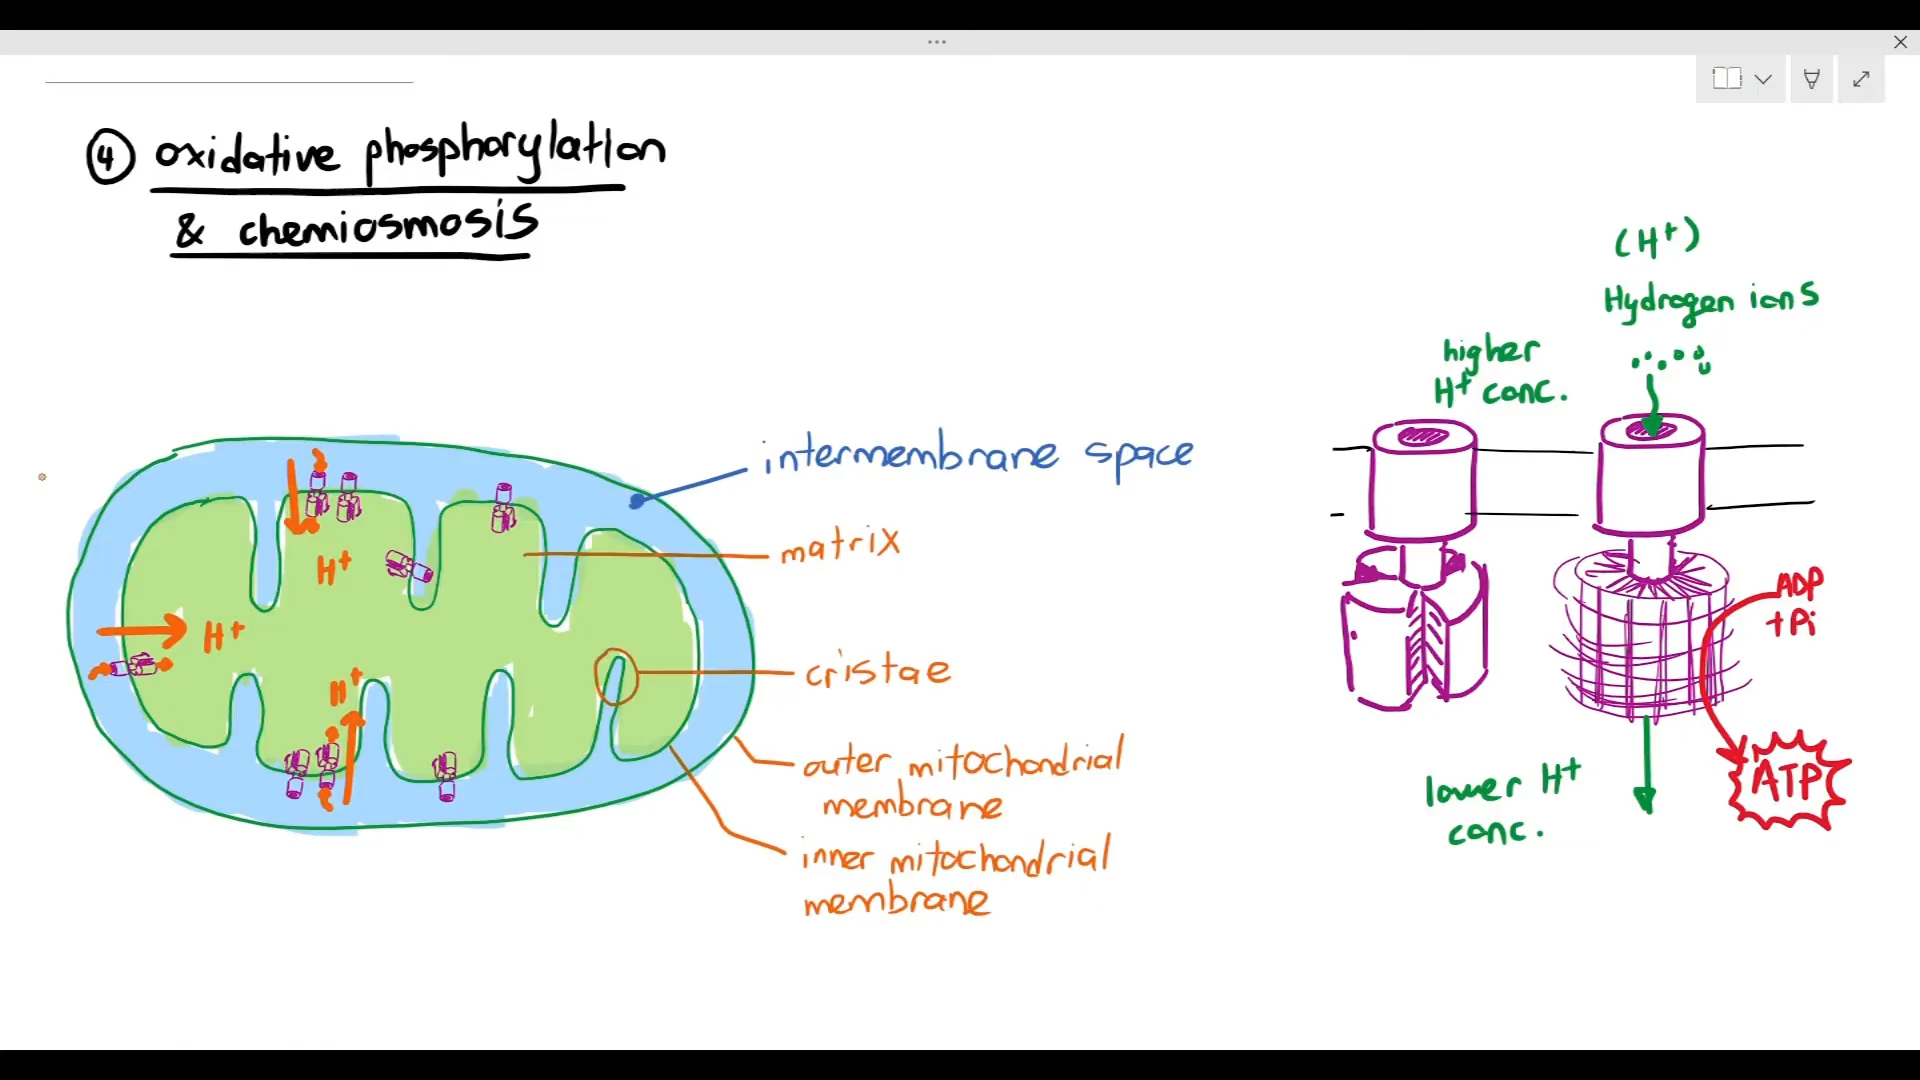 ④ oxidative phosphorylation
& chemiosmosis
(H⁺)
Hydrogen ions
higher
H⁺ conc.
intermembrane space
matrix
H⁺
H⁺
H⁺
cristae
outer mitochondrial
membrane
inner mitochondrial
membrane
ADP
+ Pi
lower H⁺
conc.
ATP